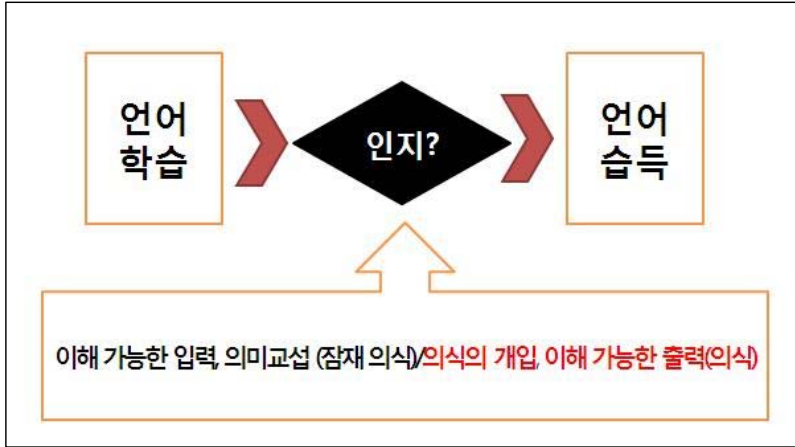 언어
학습
인지?
언어
습득
이해 가능한 입력, 의미교섭 (잠재 의식)/의식의 개입, 이해 가능한 출력(의식)